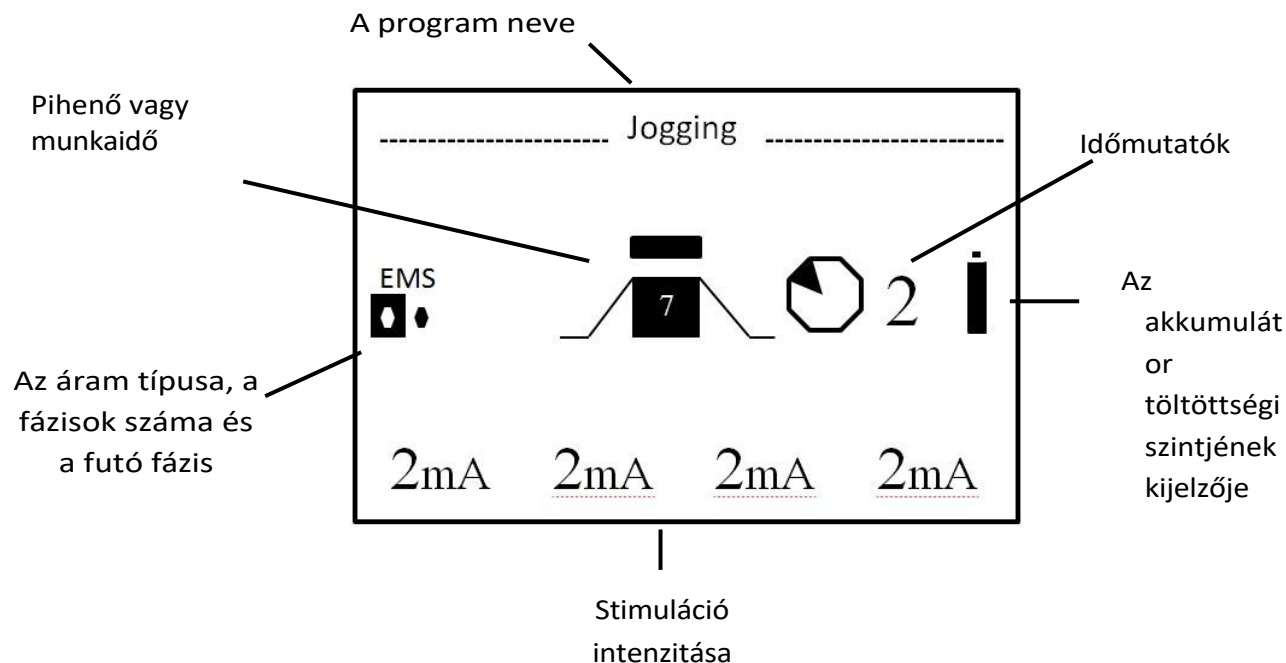 A program neve
Pihenő vagy
munkaidő
Jogging
Időmutatók
EMS
7
2
Az
akkumulát
or
töltöttségi
szintjének
kijelzője
Az áram típusa, a
fázisok száma és
a futó fázis
2mA 2mA 2mA 2mA
Stimuláció
intenzitása